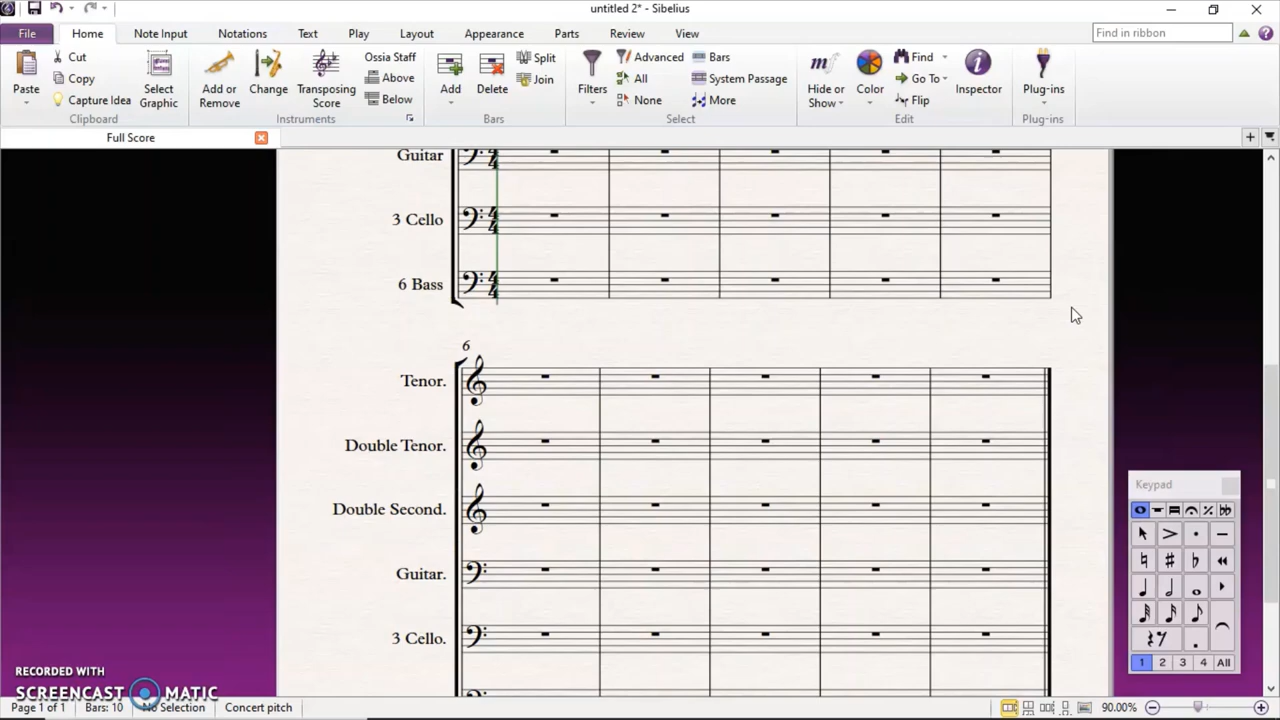 untitled 2* - Sibelius
File Home Note Input Notations Text Play Layout Appearance Parts Review View Find in ribbon
Paste Cut Copy Capture Idea Select Graphic
Clipboard
Add or Remove Change Transposing Score Ossia Staff Above Below
Instruments
Add Delete Split Join
Bars
Filters Advanced All None Bars System Passage More
Select
Hide or Show Color Find Go To Flip Inspector
Edit
Plug-ins
Plug-ins
Full Score
Guitar
3 Cello
6 Bass
6
Tenor.
Double Tenor.
Double Second.
Guitar.
3 Cello.
Keypad
1 2 3 4 All
RECORDED WITH
SCREENCAST MATIC
Page 1 of 1 Bars: 10 No Selection Concert pitch 90.00%